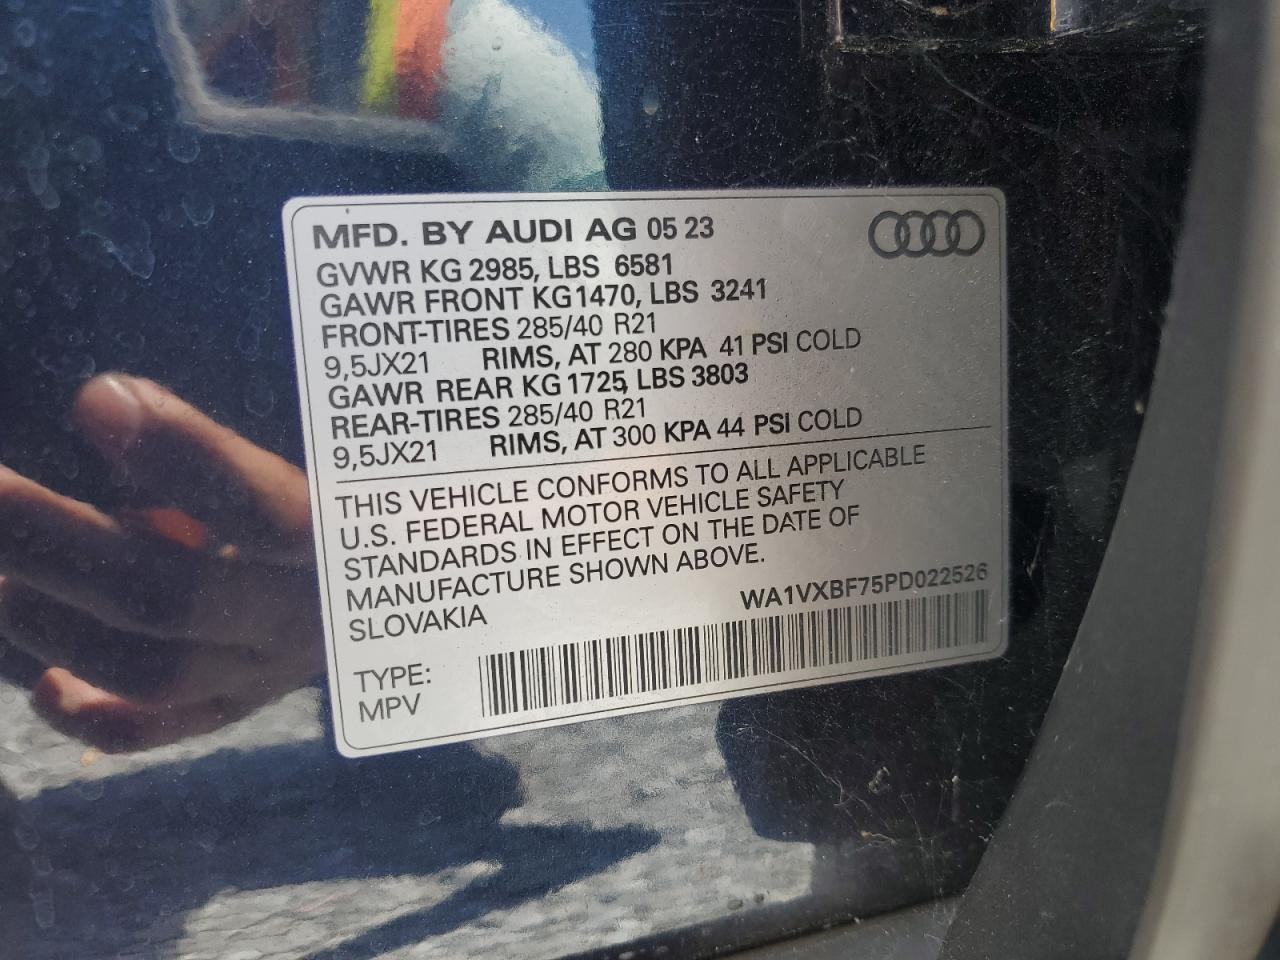 MFD. BY AUDI AG 05 23
GVWR KG 2985, LBS 6581
GAWR FRONT KG1470, LBS 3241
FRONT-TIRES 285/40 R21
9,5JX21 RIMS, AT 280 KPA 41 PSI COLD
GAWR REAR KG 1725, LBS 3803
REAR-TIRES 285/40 R21
9,5JX21 RIMS, AT 300 KPA 44 PSI COLD
THIS VEHICLE CONFORMS TO ALL APPLICABLE
U.S. FEDERAL MOTOR VEHICLE SAFETY
STANDARDS IN EFFECT ON THE DATE OF
MANUFACTURE SHOWN ABOVE.
SLOVAKIA
WA1VXBF75PD022526
TYPE:
MPV